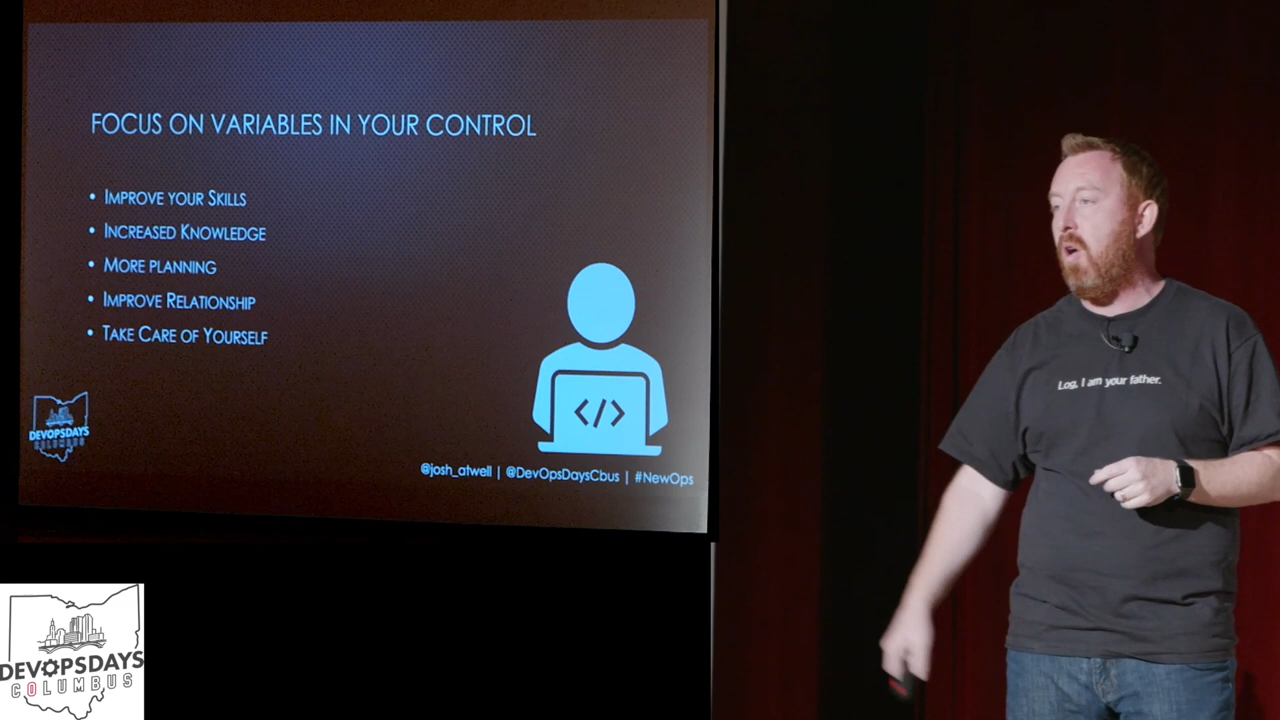 FOCUS ON VARIABLES IN YOUR CONTROL
• IMPROVE YOUR SKILLS
• INCREASED KNOWLEDGE
• MORE PLANNING
• IMPROVE RELATIONSHIP
• TAKE CARE OF YOURSELF
</>
DEVOPSDAYS
COLUMBUS
@josh_atwell | @DevOpsDaysCbus | #NewOps
Log, I am your father.
DEVOPSDAYS
COLUMBUS